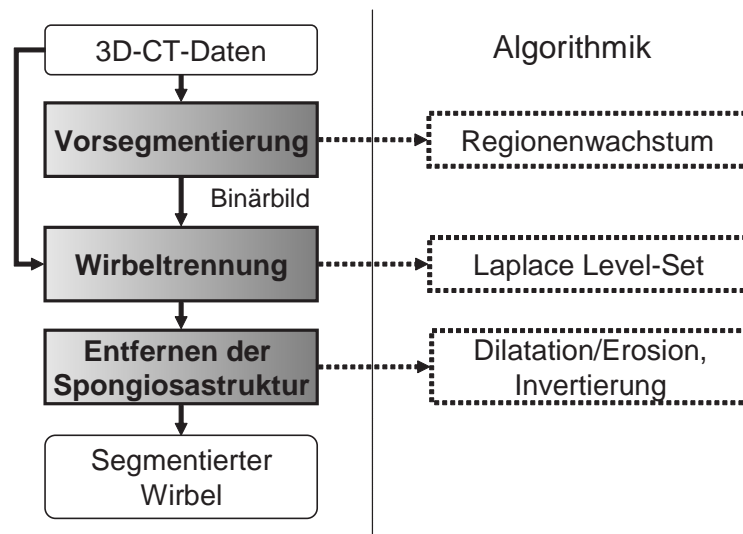 3D-CT-Daten
Algorithmik
Vorsegmentierung
Regionenwachstum
Binärbild
Wirbeltrennung
Laplace Level-Set
Entfernen der
Spongiosastruktur
Dilatation/Erosion,
Invertierung
Segmentierter
Wirbel